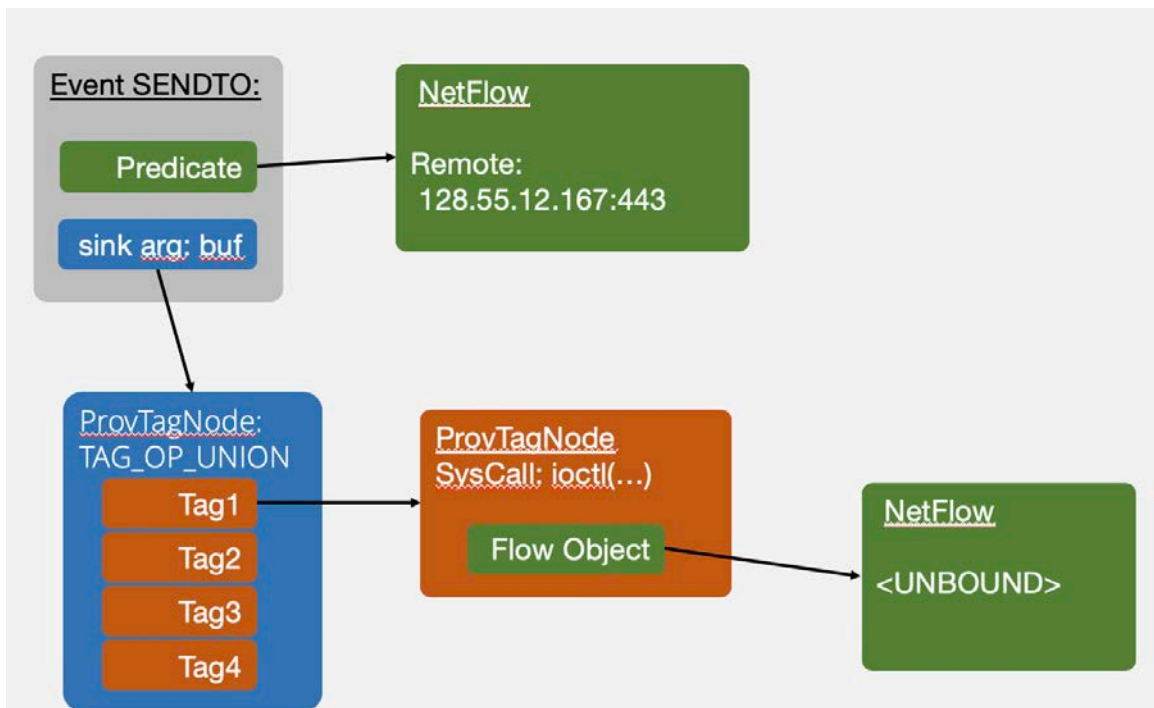 Event SENDTO:
Predicate
sink arg: buf
NetFlow
Remote:
128.55.12.167:443
ProvTagNode:
TAG_OP_UNION
Tag1
Tag2
Tag3
Tag4
ProvTagNode
SysCall: ioctl(...)
Flow Object
NetFlow
<UNBOUND>